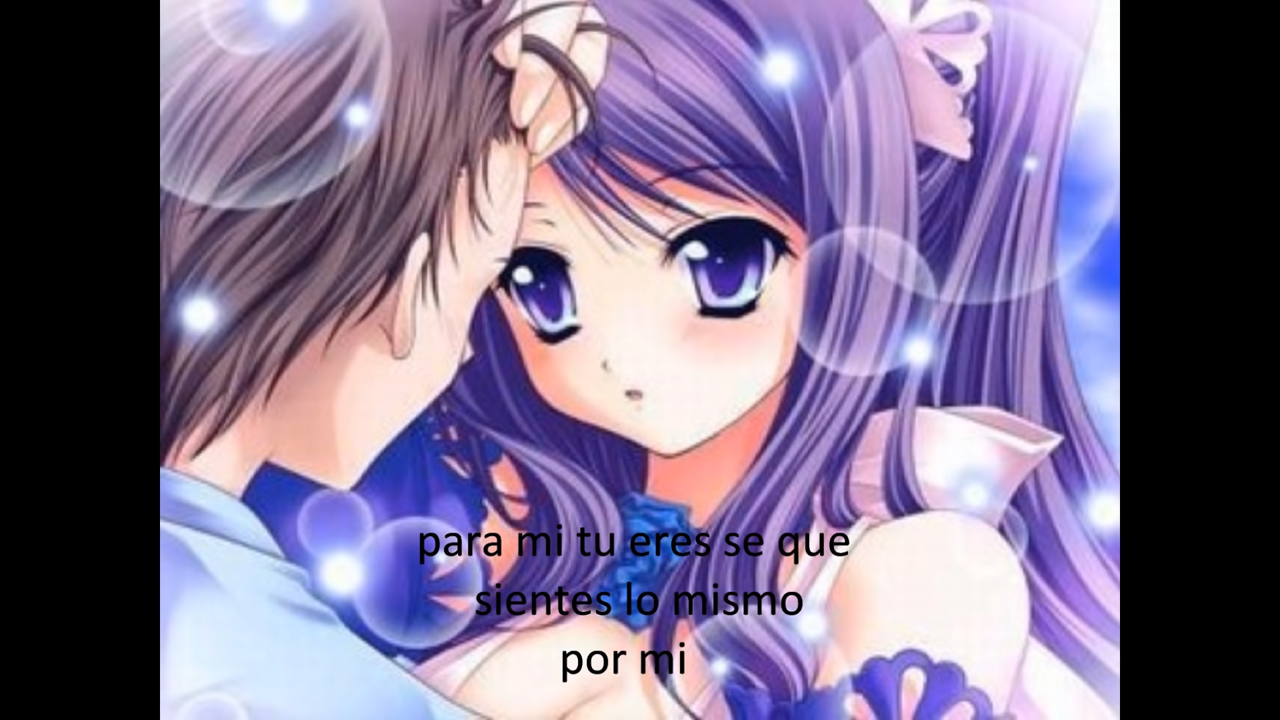 para mi tu eres se que
sientes lo mismo
por mi